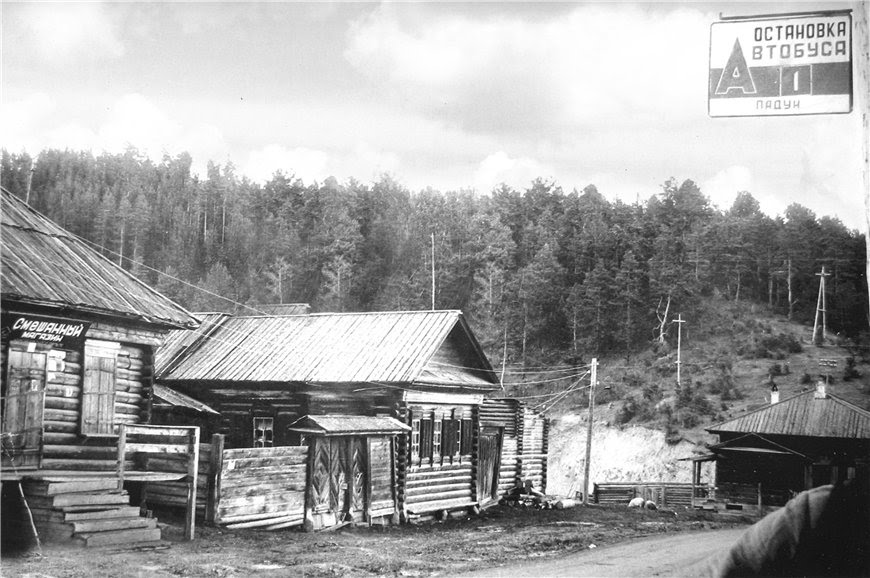 ОСТАНОВКА
АВТОБУСА
1
ПАДУН
СМЕШАННЫЙ
МАГАЗИН